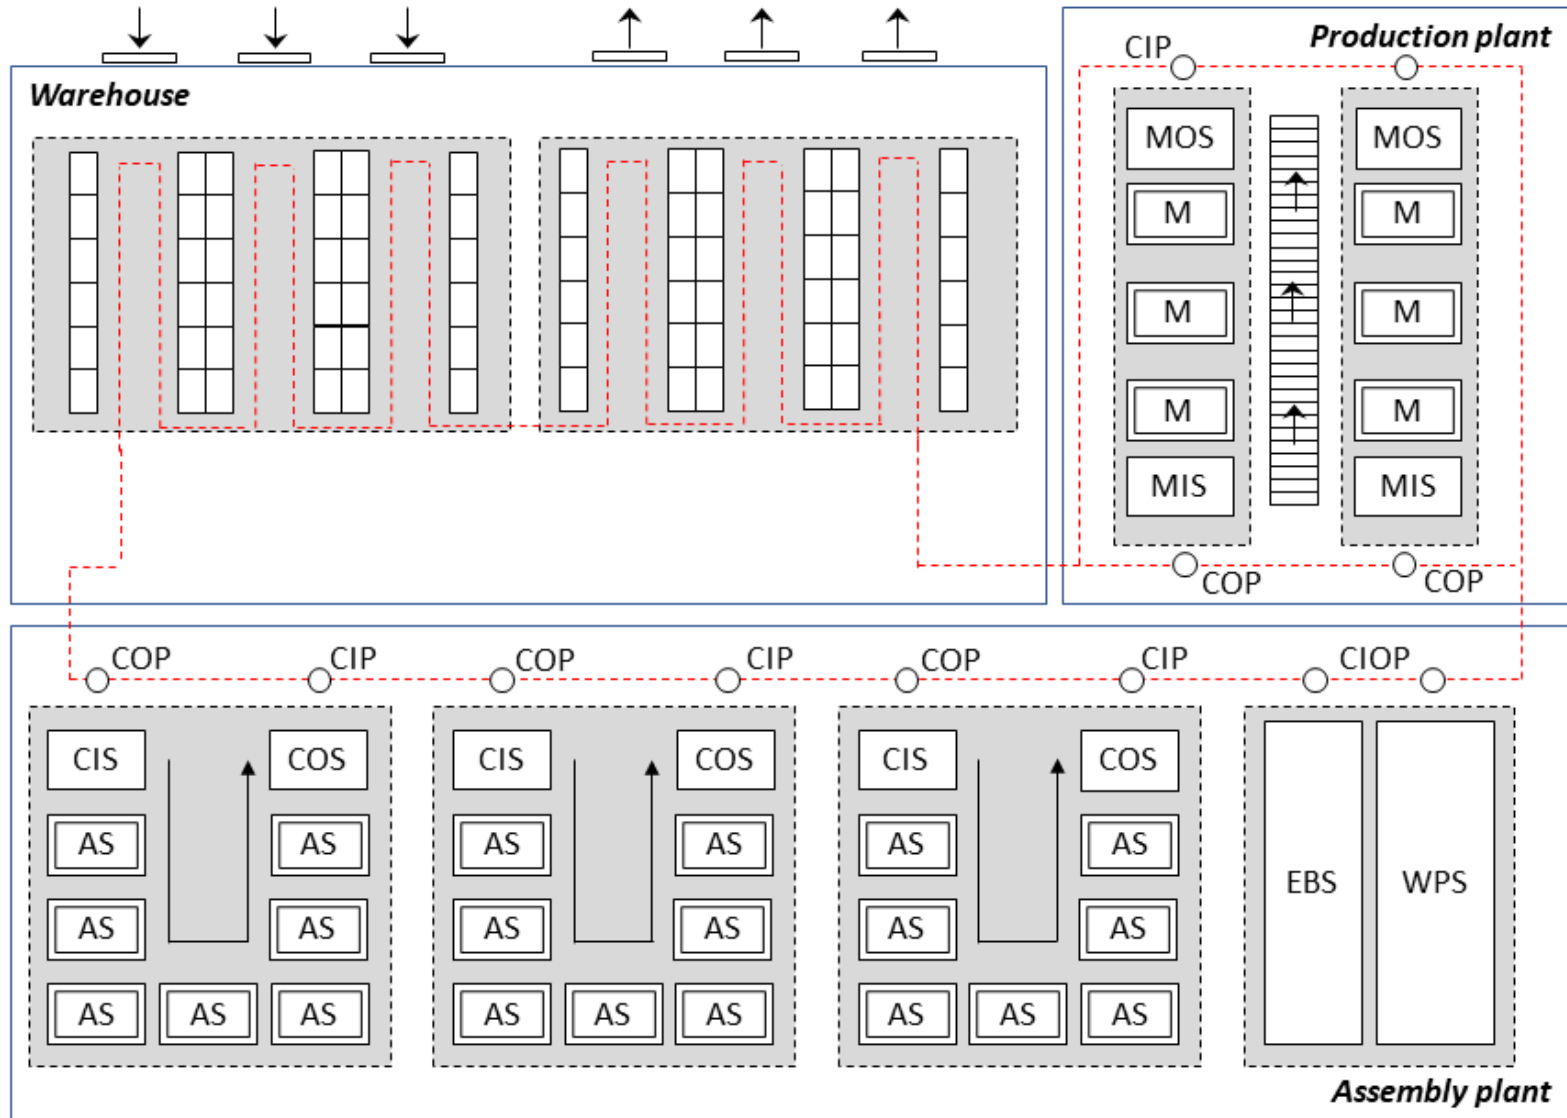 Warehouse
CIP
Production plant
MOS MOS
M M
M M
M M
MIS MIS
COP COP
COP CIP COP CIP COP CIP CIOP
CIS COS CIS COS CIS COS
AS AS AS AS AS AS
EBS WPS
AS AS AS AS AS AS
AS AS AS AS AS AS AS AS AS
Assembly plant